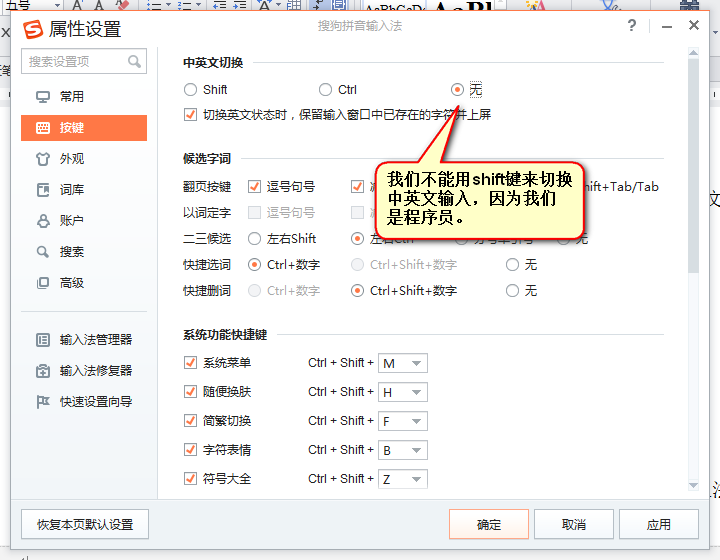 五号
属性设置
搜狗拼音输入法
搜索设置项
常用
按键
外观
词库
账户
搜索
高级
输入法管理器
输入法修复器
快速设置向导
中英文切换
Shift Ctrl 无
切换英文状态时，保留输入窗口中已存在的字符并上屏
候选字词
翻页按键 逗号句号 hift+Tab/Tab
以词定字 逗号句号
二三候选 左右Shift 左右Ctrl
快捷选词 Ctrl+数字 Ctrl+Shift+数字 无
快捷删词 Ctrl+数字 Ctrl+Shift+数字 无
我们不能用shift键来切换
中英文输入，因为我们
是程序员。
系统功能快捷键
系统菜单 Ctrl + Shift + M
随便换肤 Ctrl + Shift + H
简繁切换 Ctrl + Shift + F
字符表情 Ctrl + Shift + B
符号大全 Ctrl + Shift + Z
恢复本页默认设置 确定 取消 应用